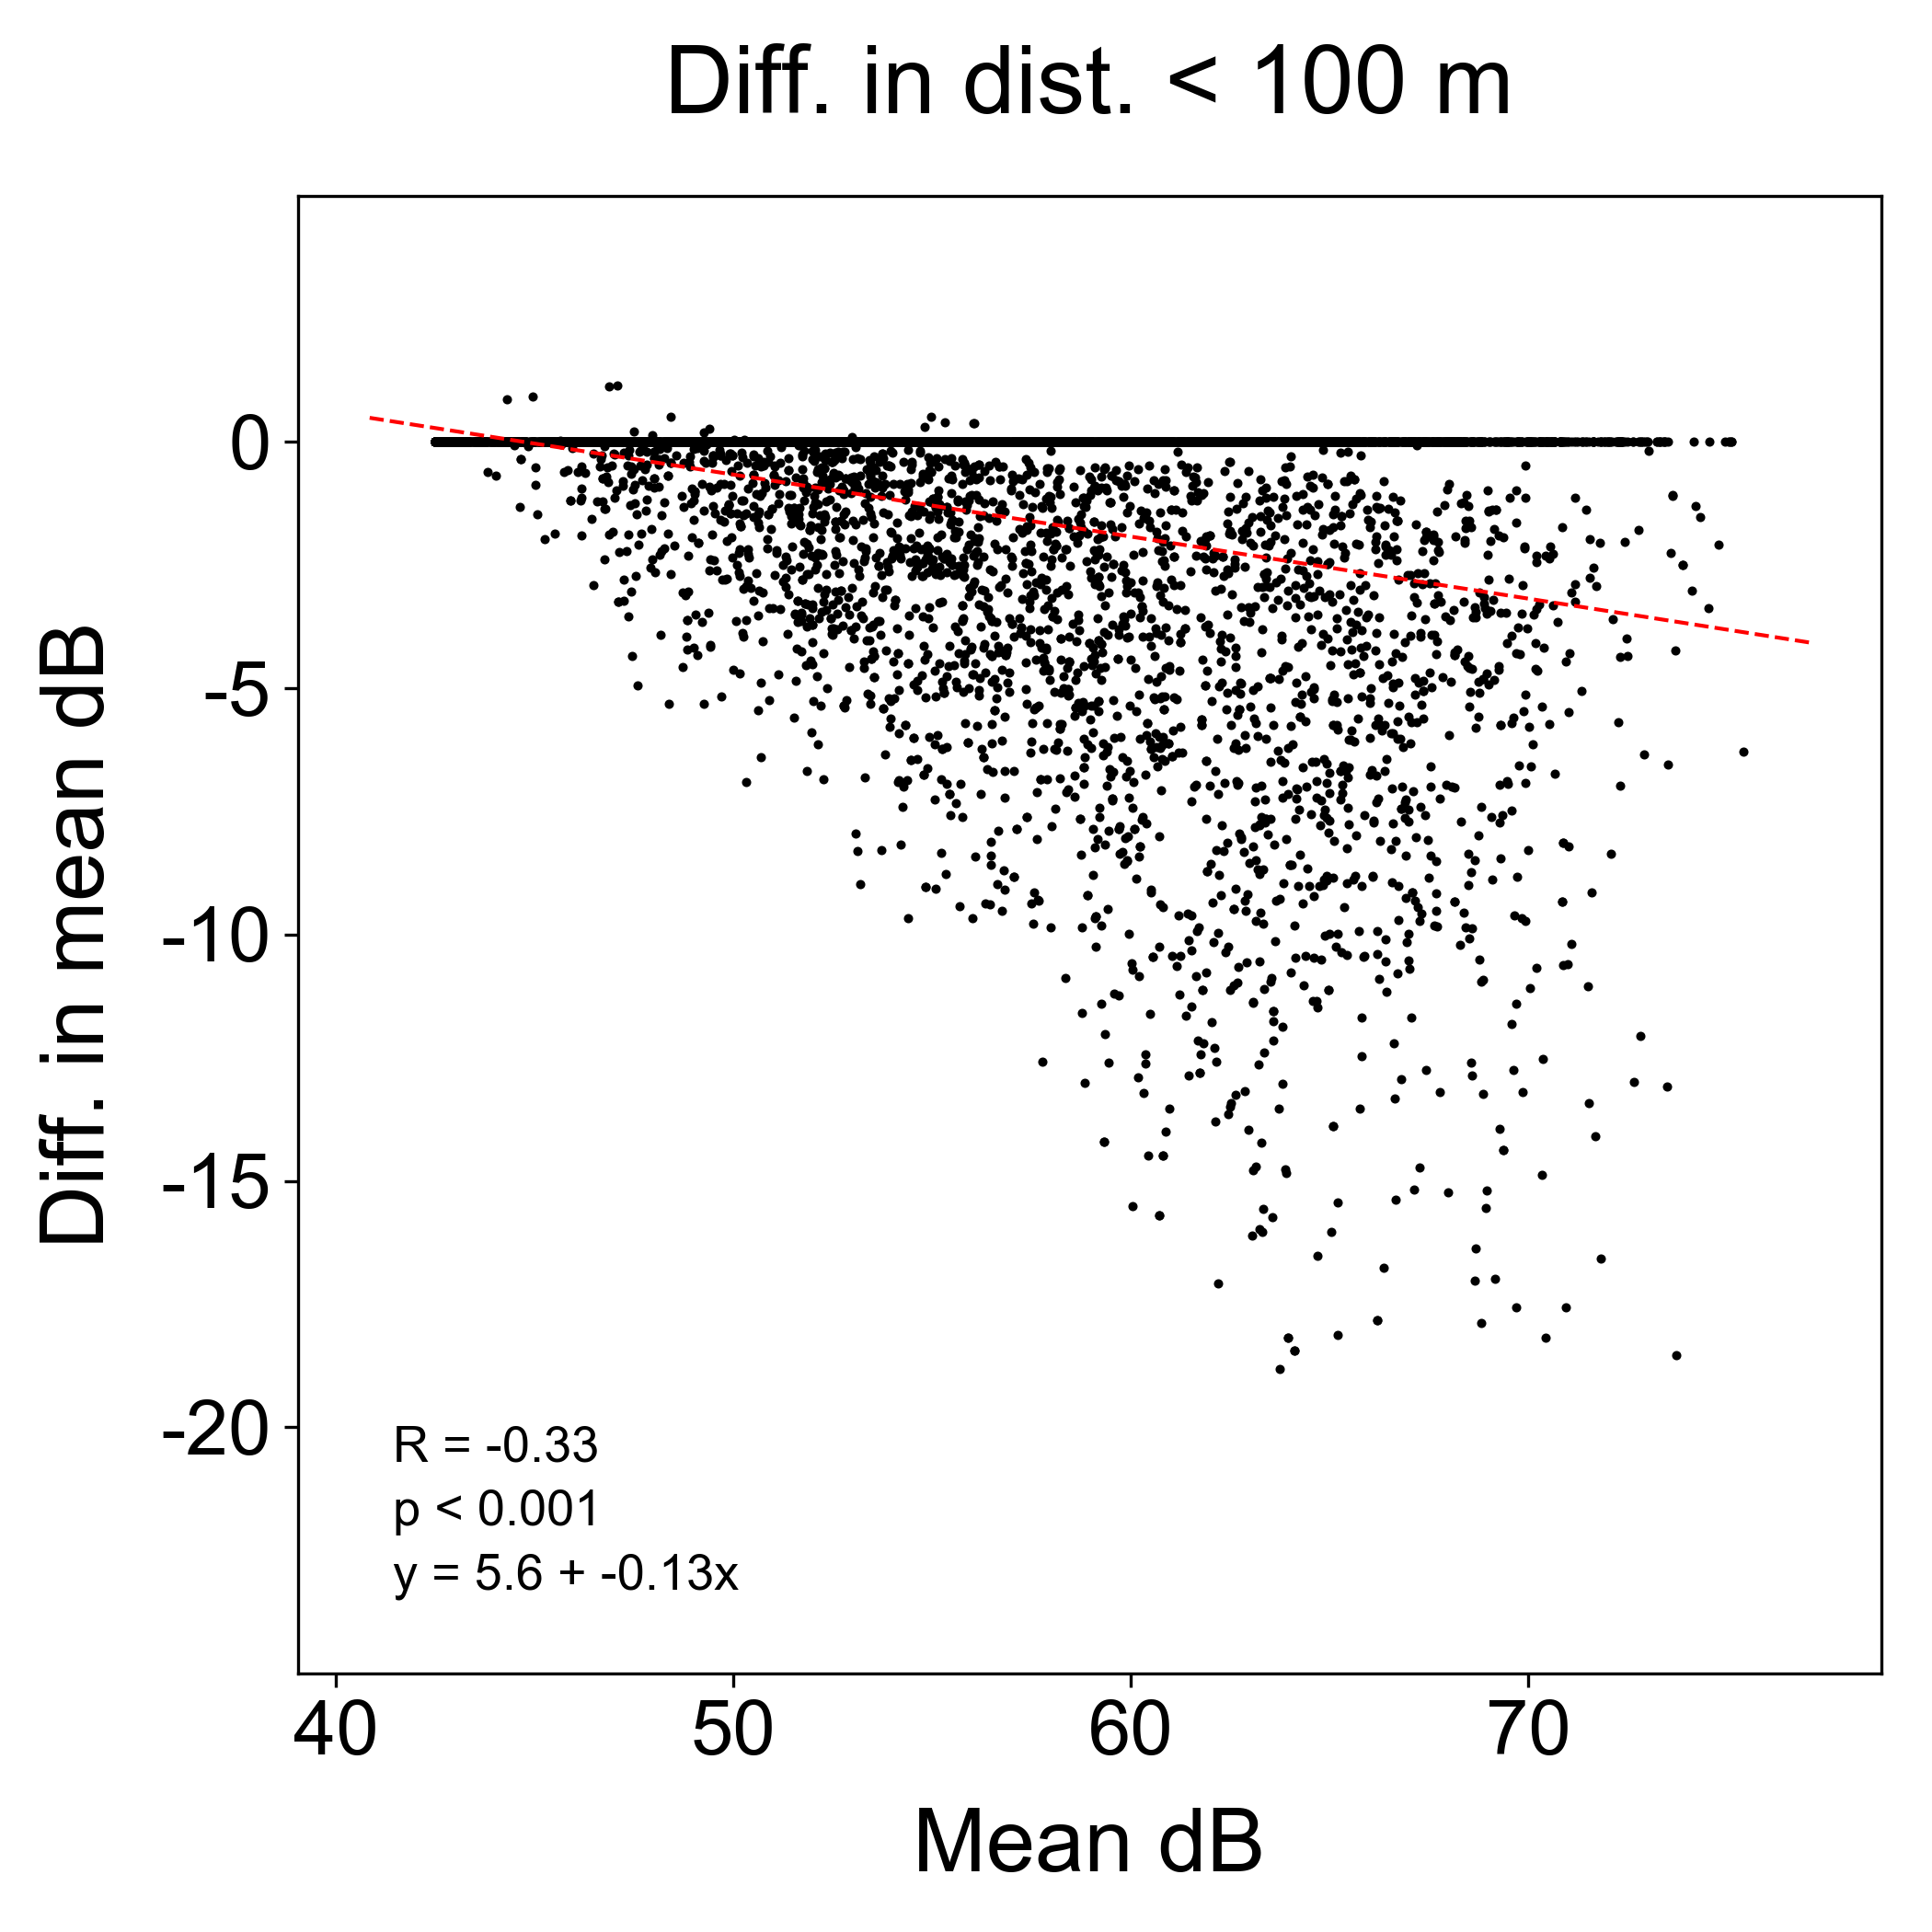 Diff. in dist. < 100 m
Diff. in mean dB
0
-5
-10
-15
-20
R = -0.33
p < 0.001
y = 5.6 + -0.13x
40 50 60 70
Mean dB